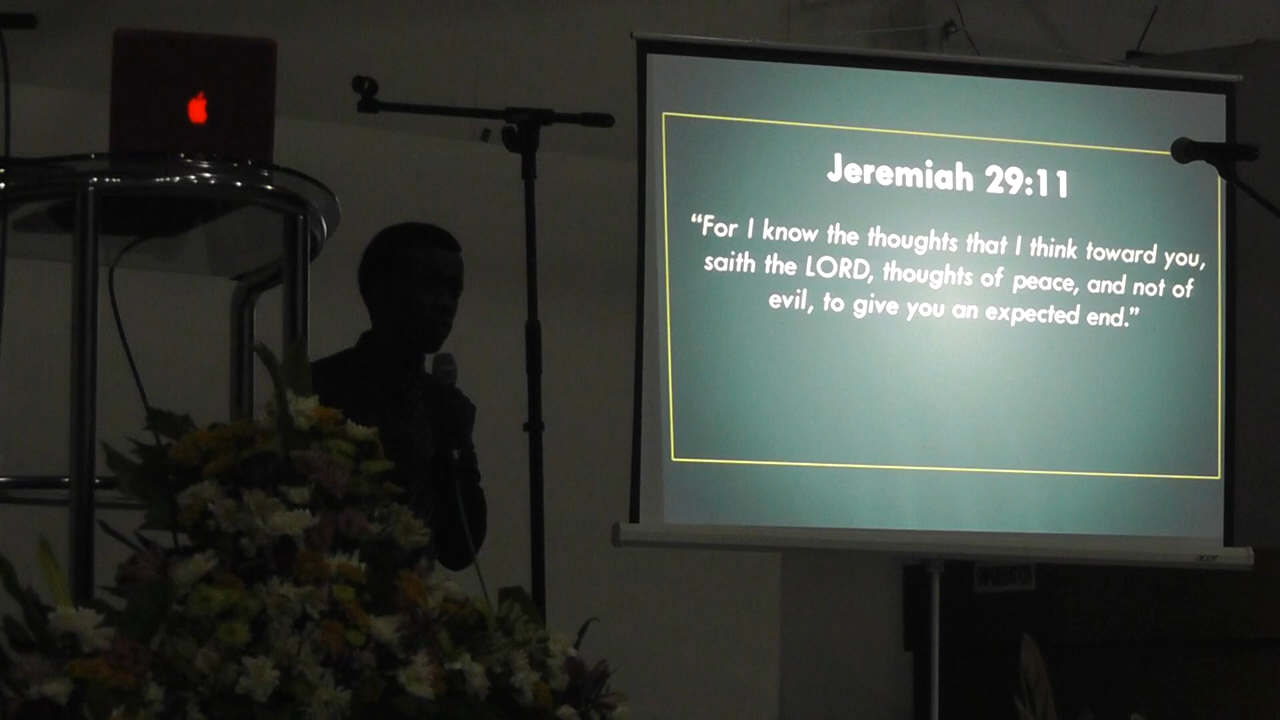 Jeremiah 29:11
“For I know the thoughts that I think toward you,
saith the LORD, thoughts of peace, and not of
evil, to give you an expected end.”
acer